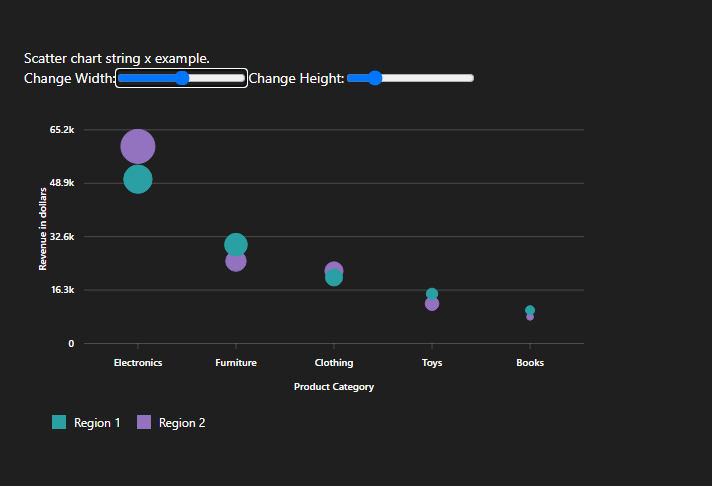 Scatter chart string x example.
Change Width: Change Height:
65.2k
48.9k
32.6k
16.3k
0
Revenue in dollars
Electronics Furniture Clothing Toys Books
Product Category
Region 1 Region 2